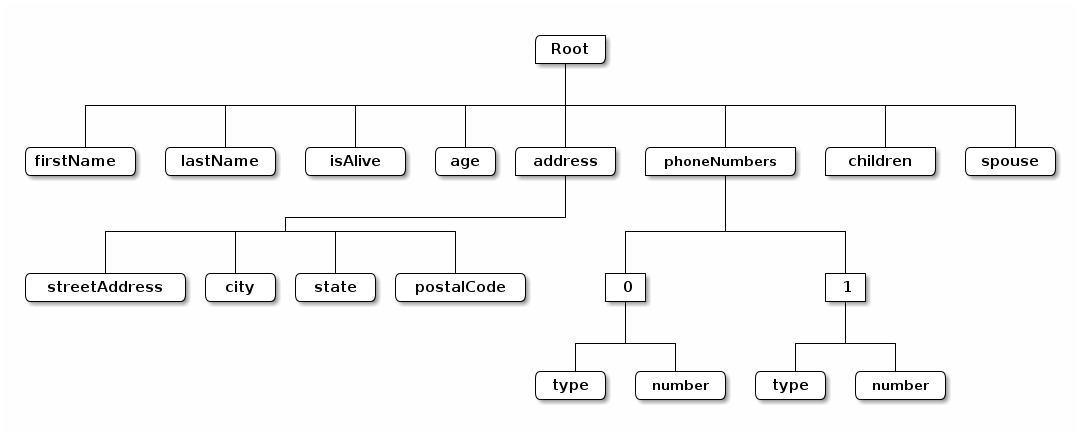 Root
firstName lastName isAlive age address phoneNumbers children spouse
streetAddress city state postalCode 0 1
type number type number